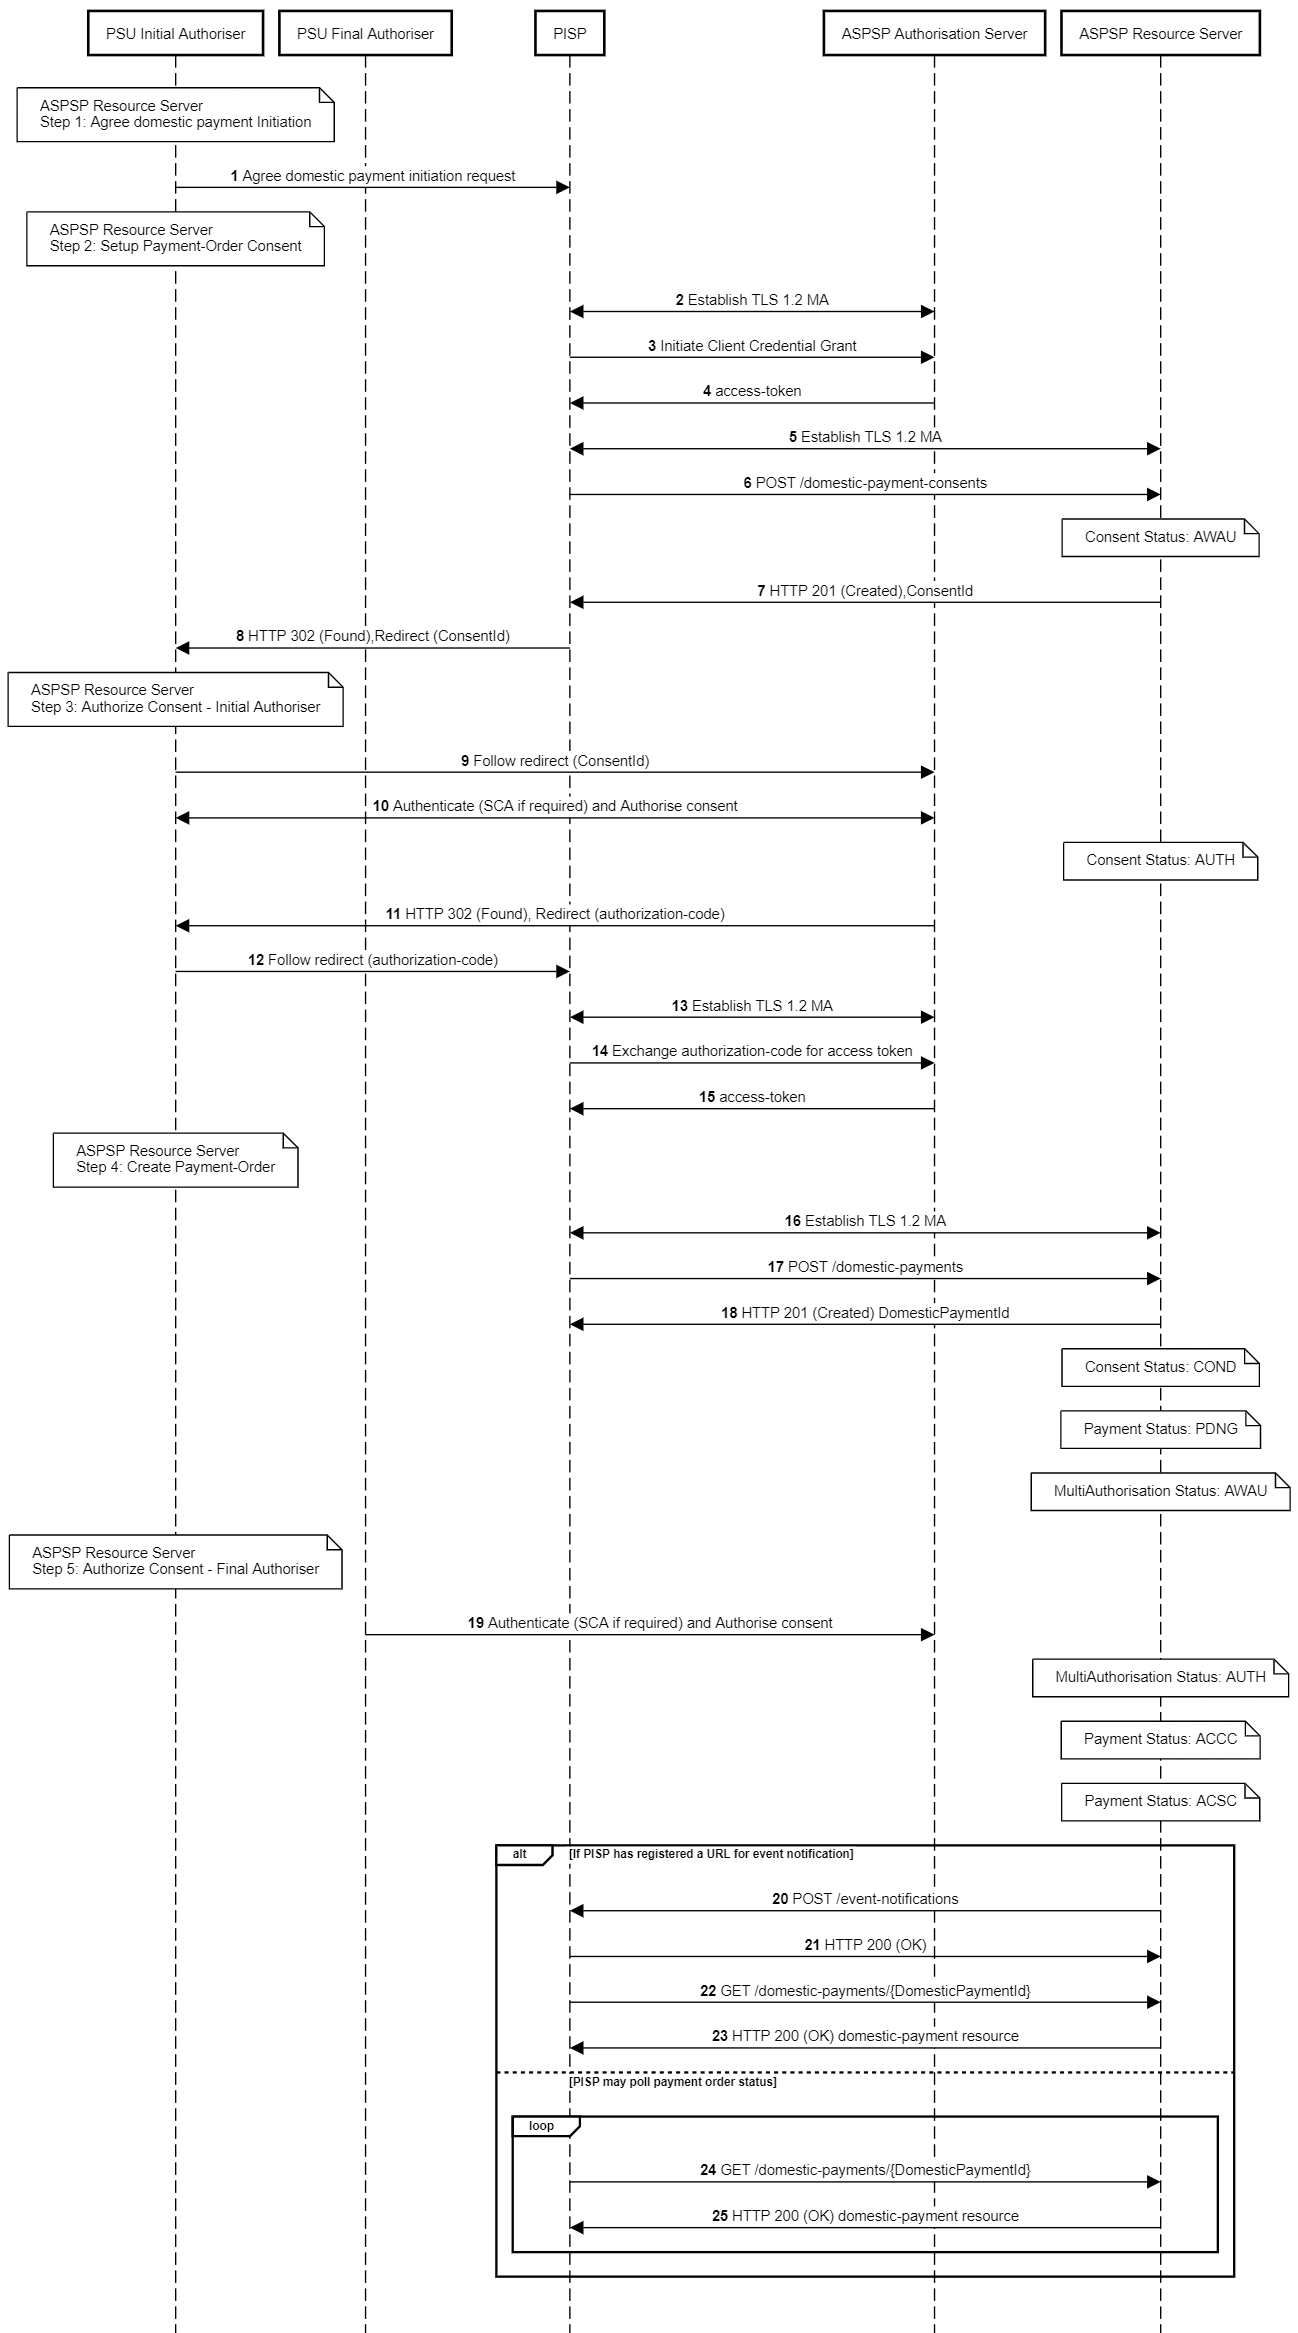 PSU Initial Authoriser
PSU Final Authoriser
PISP
ASPSP Authorisation Server
ASPSP Resource Server
ASPSP Resource Server
Step 1: Agree domestic payment Initiation
1 Agree domestic payment initiation request
ASPSP Resource Server
Step 2: Setup Payment-Order Consent
2 Establish TLS 1.2 MA
3 Initiate Client Credential Grant
4 access-token
5 Establish TLS 1.2 MA
6 POST /domestic-payment-consents
Consent Status: AWAU
7 HTTP 201 (Created),ConsentId
8 HTTP 302 (Found),Redirect (ConsentId)
ASPSP Resource Server
Step 3: Authorize Consent - Initial Authoriser
9 Follow redirect (ConsentId)
10 Authenticate (SCA if required) and Authorise consent
Consent Status: AUTH
11 HTTP 302 (Found), Redirect (authorization-code)
12 Follow redirect (authorization-code)
13 Establish TLS 1.2 MA
14 Exchange authorization-code for access token
15 access-token
ASPSP Resource Server
Step 4: Create Payment-Order
16 Establish TLS 1.2 MA
17 POST /domestic-payments
18 HTTP 201 (Created) DomesticPaymentId
Consent Status: COND
Payment Status: PDNG
MultiAuthorisation Status: AWAU
ASPSP Resource Server
Step 5: Authorize Consent - Final Authoriser
19 Authenticate (SCA if required) and Authorise consent
MultiAuthorisation Status: AUTH
Payment Status: ACCC
Payment Status: ACSC
alt [If PISP has registered a URL for event notification]
20 POST /event-notifications
21 HTTP 200 (OK)
22 GET /domestic-payments/{DomesticPaymentId}
23 HTTP 200 (OK) domestic-payment resource
[PISP may poll payment order status]
loop
24 GET /domestic-payments/{DomesticPaymentId}
25 HTTP 200 (OK) domestic-payment resource